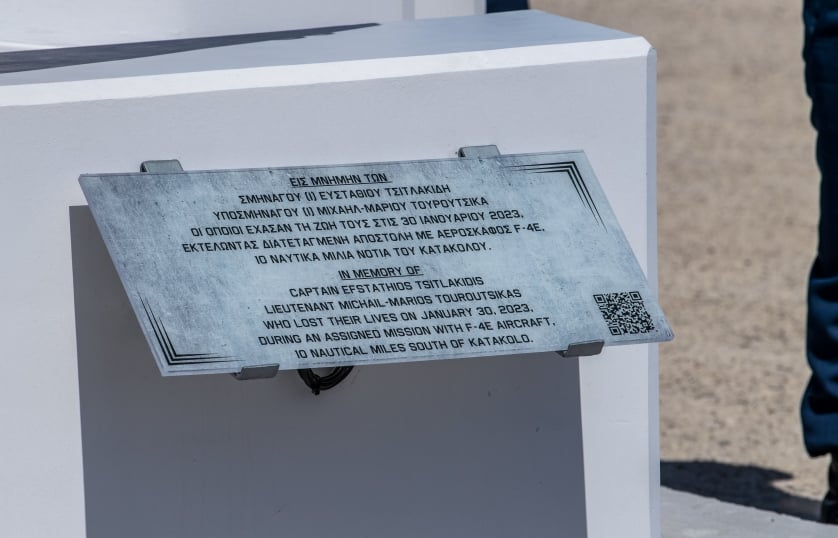 ΕΙΣ ΜΝΗΜΗΝ ΤΩΝ
ΣΜΗΝΑΓΟΥ (Ι) ΕΥΣΤΑΘΙΟΥ ΤΣΙΤΛΑΚΙΔΗ
ΥΠΟΣΜΗΝΑΓΟΥ (Ι) ΜΙΧΑΗΛ-ΜΑΡΙΟΥ ΤΟΥΡΟΥΤΣΙΚΑ
ΟΙ ΟΠΟΙΟΙ ΕΧΑΣΑΝ ΤΗ ΖΩΗ ΤΟΥΣ ΣΤΙΣ 30 ΙΑΝΟΥΑΡΙΟΥ 2023,
ΕΚΤΕΛΩΝΤΑΣ ΔΙΑΤΕΤΑΓΜΕΝΗ ΑΠΟΣΤΟΛΗ ΜΕ ΑΕΡΟΣΚΑΦΟΣ F-4E,
10 ΝΑΥΤΙΚΑ ΜΙΛΙΑ ΝΟΤΙΑ ΤΟΥ ΚΑΤΑΚΟΛΟΥ.
IN MEMORY OF
CAPTAIN EFSTATHIOS TSITLAKIDIS
LIEUTENANT MICHAIL-MARIOS TOUROUTSIKAS
WHO LOST THEIR LIVES ON JANUARY 30, 2023,
DURING AN ASSIGNED MISSION WITH F-4E AIRCRAFT,
10 NAUTICAL MILES SOUTH OF KATAKOLO.